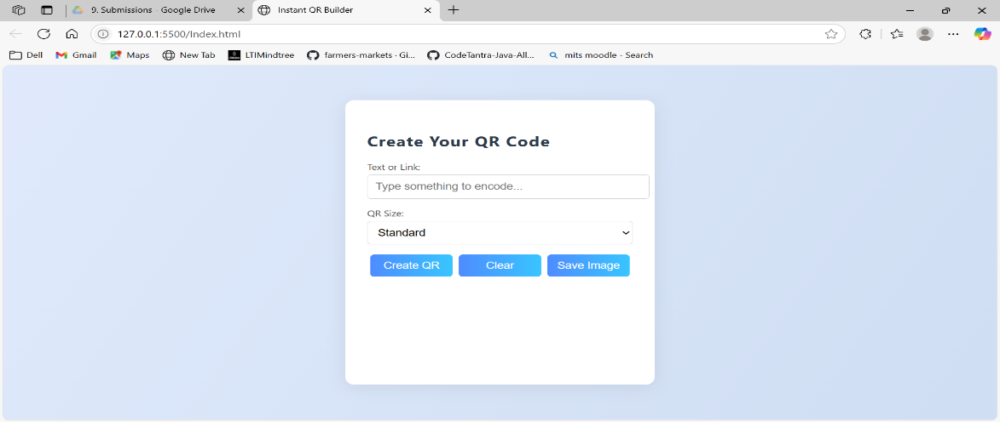 9. Submissions - Google Drive
Instant QR Builder
127.0.0.1:5500/Index.html
Dell Gmail Maps New Tab LTIMindtree farmers-markets · Gi... CodeTantra-Java-All... mits moodle - Search
Create Your QR Code
Text or Link:
Type something to encode...
QR Size:
Standard
Create QR Clear Save Image